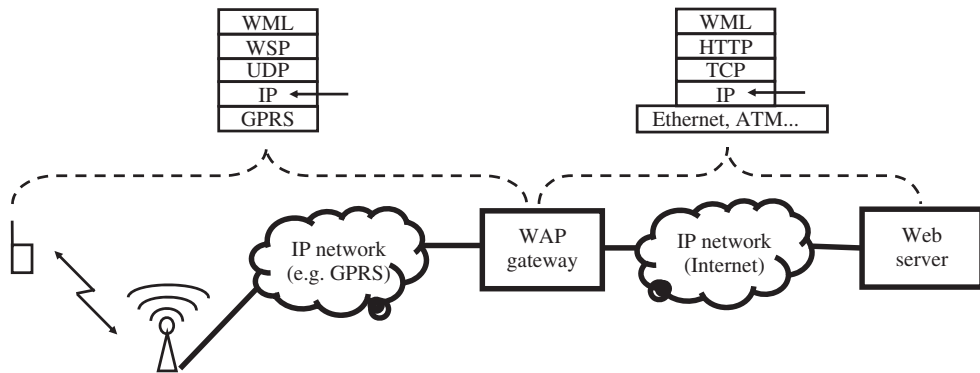 WML
WSP
UDP
IP
GPRS
WML
HTTP
TCP
IP
Ethernet, ATM...
IP network
(e.g. GPRS)
WAP
gateway
IP network
(Internet)
Web
server